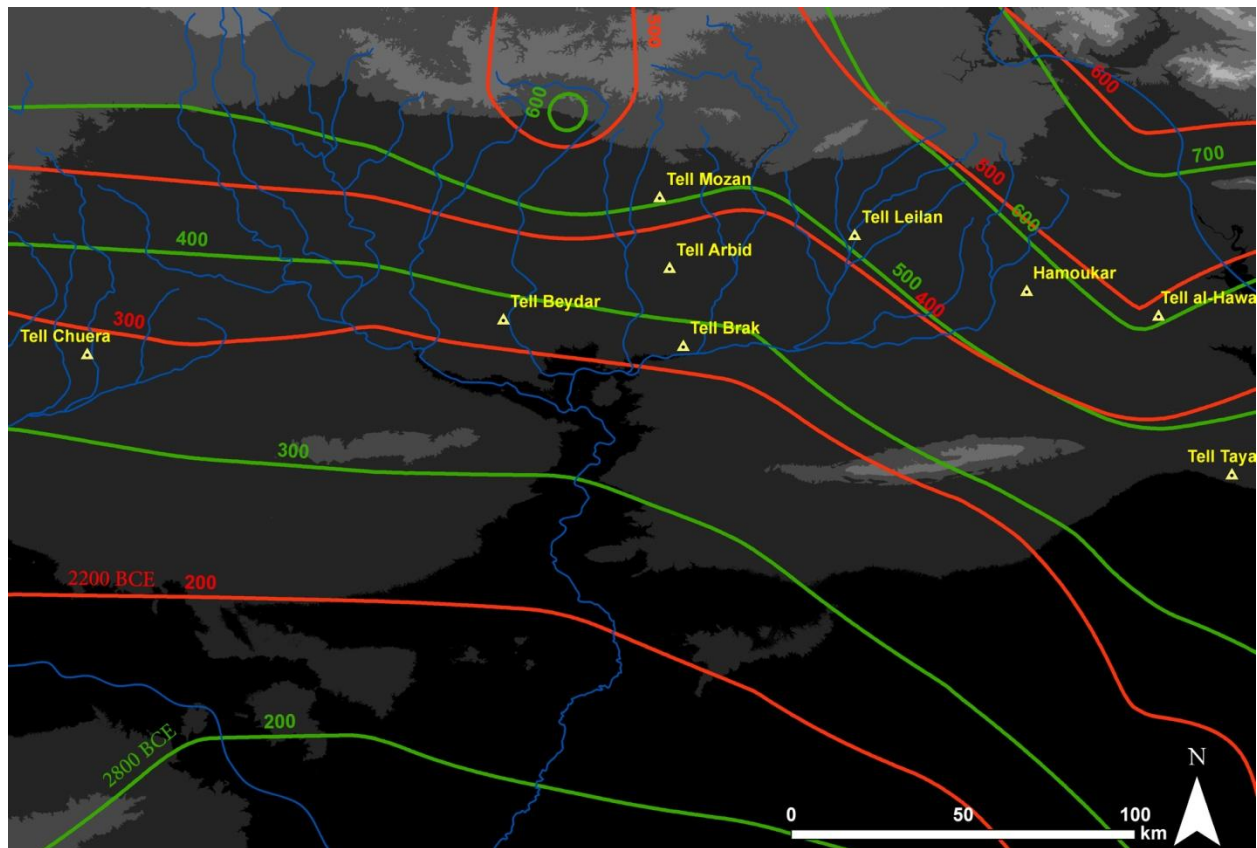 600
600
600
700
Tell Mozan
500
600
Tell Leilan
400
Tell Arbid
500
400
Hamoukar
Tell Beydar
Tell al-Hawa
300
Tell Chuera
Tell Brak
300
Tell Taya
2200 BCE 200
200
2800 BCE
N
0 50 100
km